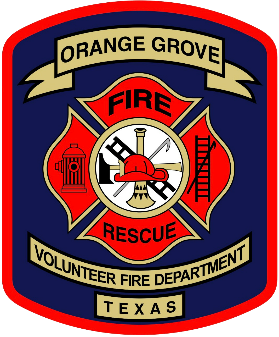 ORANGE GROVE
FIRE
RESCUE
VOLUNTEER FIRE DEPARTMENT
TEXAS